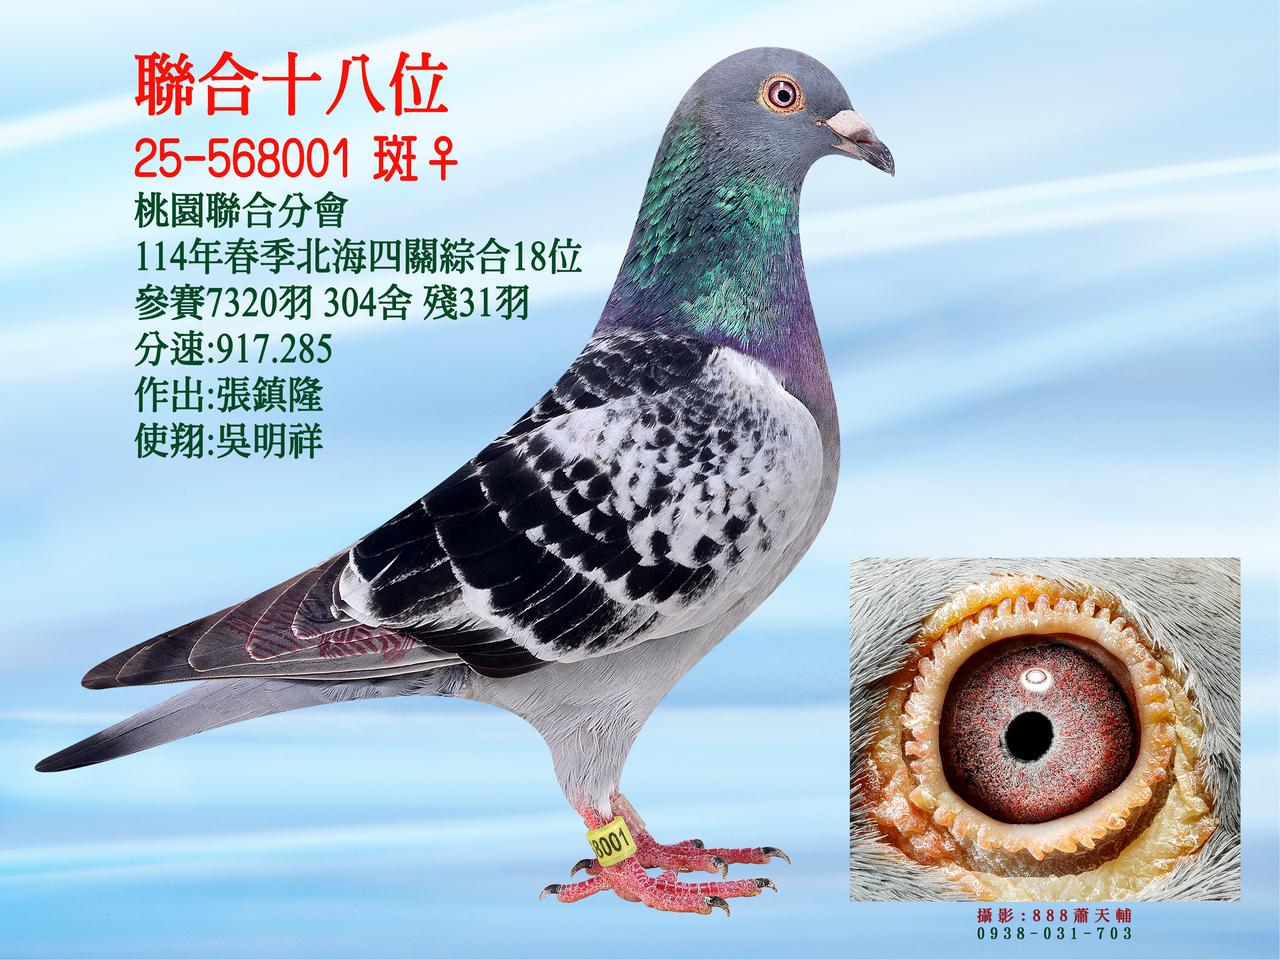 聯合十八位
25-568001 斑♀
桃園聯合分會
114年春季北海四關綜合18位
參賽7320羽 304舍 殘31羽
分速:917.285
作出:張鎮隆
使翔:吳明祥
8001
攝影:888蕭天輔
0938-031-703